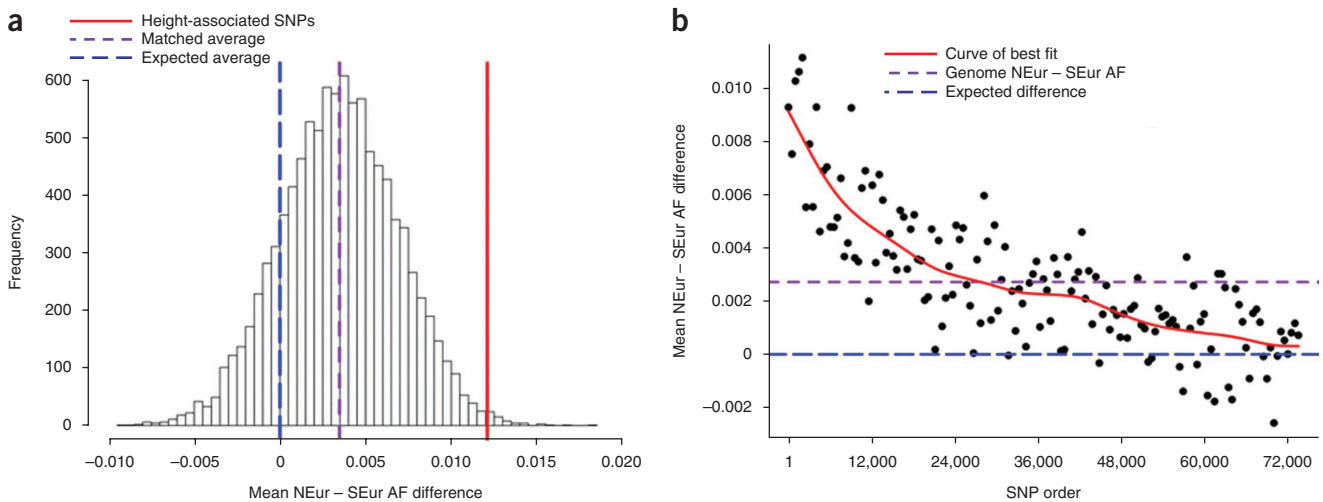 a
Height-associated SNPs
Matched average
Expected average
Frequency
600
500
400
300
200
100
0
−0.010
−0.005
0
0.005
0.010
0.015
0.020
Mean NEur – SEur AF difference
b
Curve of best fit
Genome NEur – SEur AF
Expected difference
Mean NEur – SEur AF difference
0.010
0.008
0.006
0.004
0.002
0
−0.002
1
12,000
24,000
36,000
48,000
60,000
72,000
SNP order